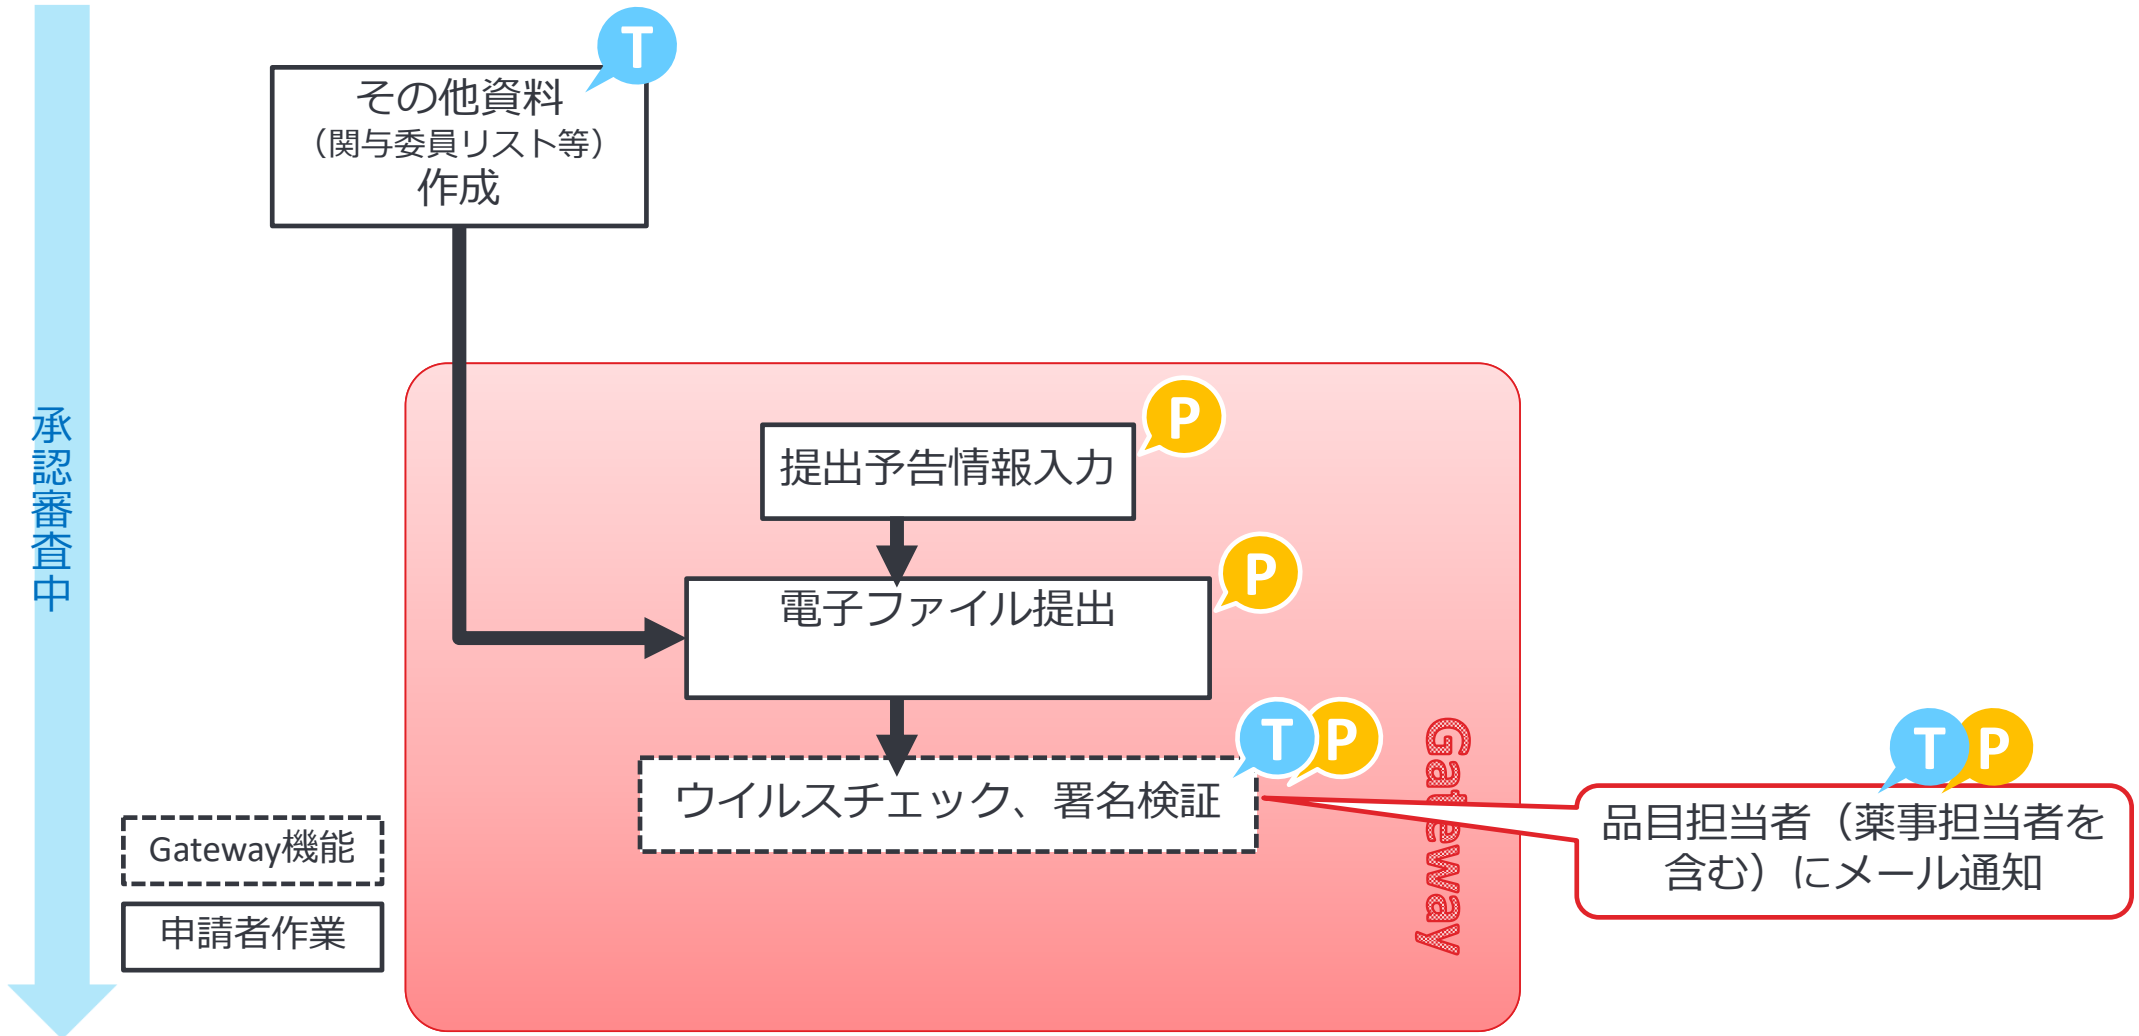 T
その他資料
（関与委員リスト等）
作成
承認審査中
P
提出予告情報入力
P
電子ファイル提出
T P
ウイルスチェック、署名検証
Gateway
T P
品目担当者（薬事担当者を
含む）にメール通知
Gateway機能
申請者作業